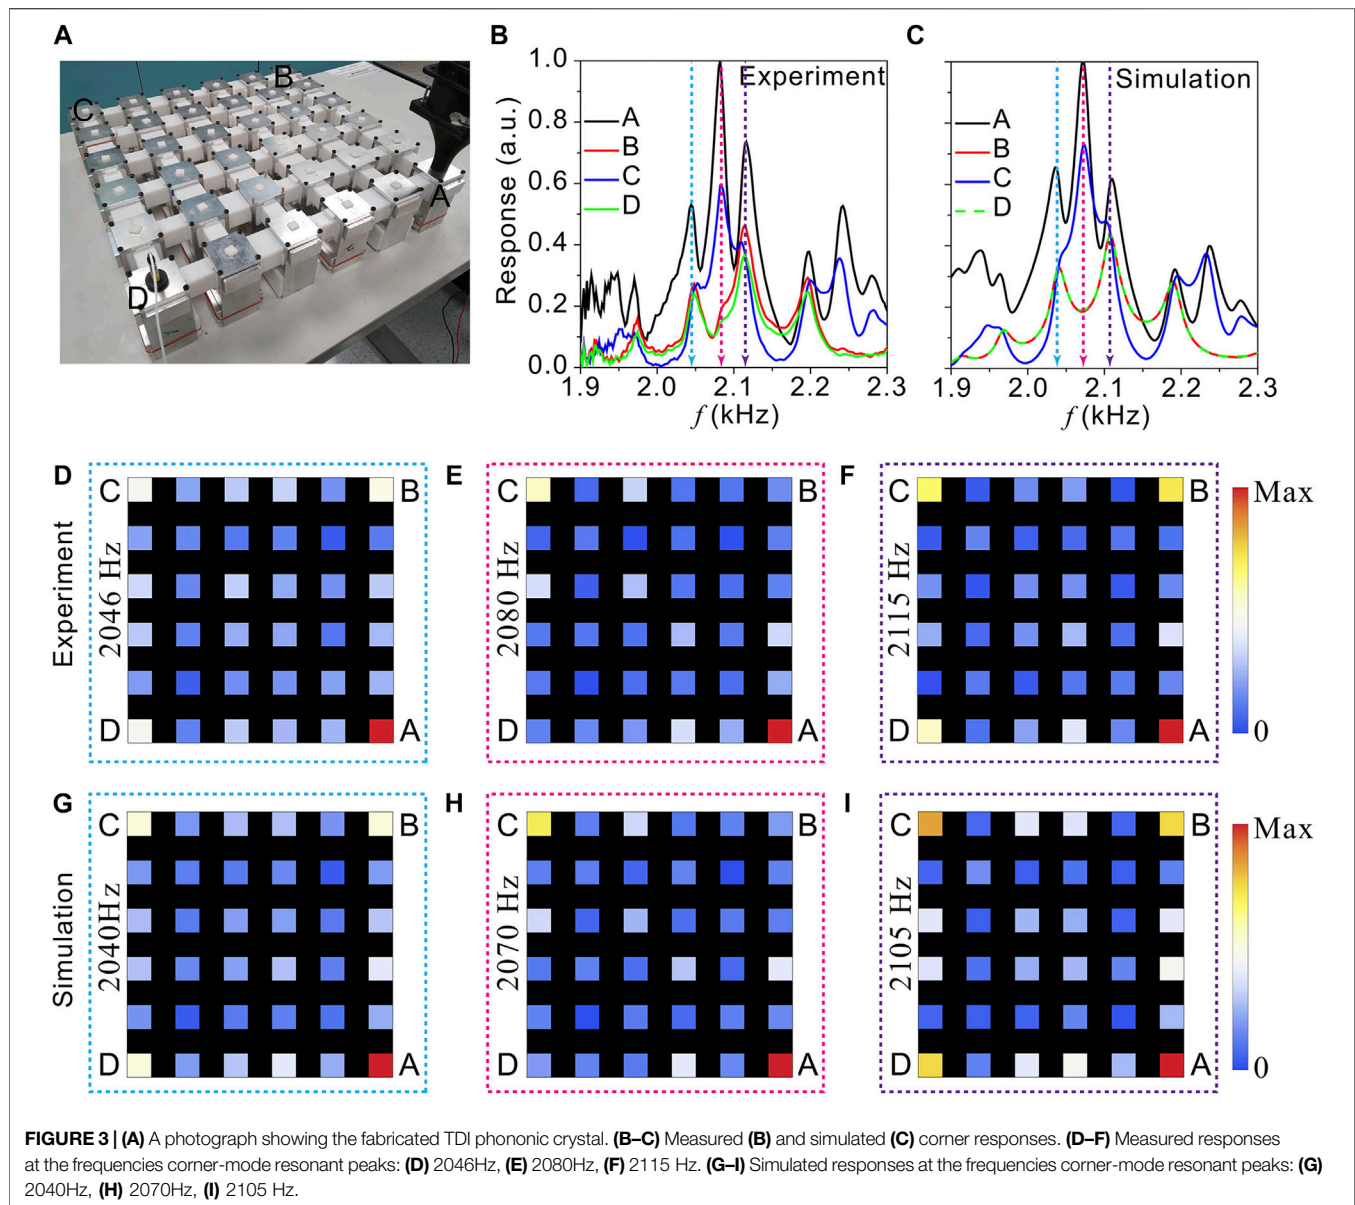 A
B
C
C
B
A
D
Experiment
A
B
C
D
Response (a.u.)
1.0
0.8
0.6
0.4
0.2
0.0
1.9
2.0
2.1
2.2
2.3
f (kHz)
Simulation
A
B
C
D
1.9
2.0
2.1
2.2
2.3
f (kHz)
D
E
F
Experiment
C
B
2046 Hz
D
A
C
B
2080 Hz
D
A
C
B
2115 Hz
D
A
Max
0
G
H
I
Simulation
C
B
2040Hz
D
A
C
B
2070 Hz
D
A
C
B
2105 Hz
D
A
Max
0
FIGURE 3 | (A) A photograph showing the fabricated TDI phononic crystal. (B–C) Measured (B) and simulated (C) corner responses. (D–F) Measured responses
at the frequencies corner-mode resonant peaks: (D) 2046Hz, (E) 2080Hz, (F) 2115 Hz. (G–I) Simulated responses at the frequencies corner-mode resonant peaks: (G)
2040Hz, (H) 2070Hz, (I) 2105 Hz.